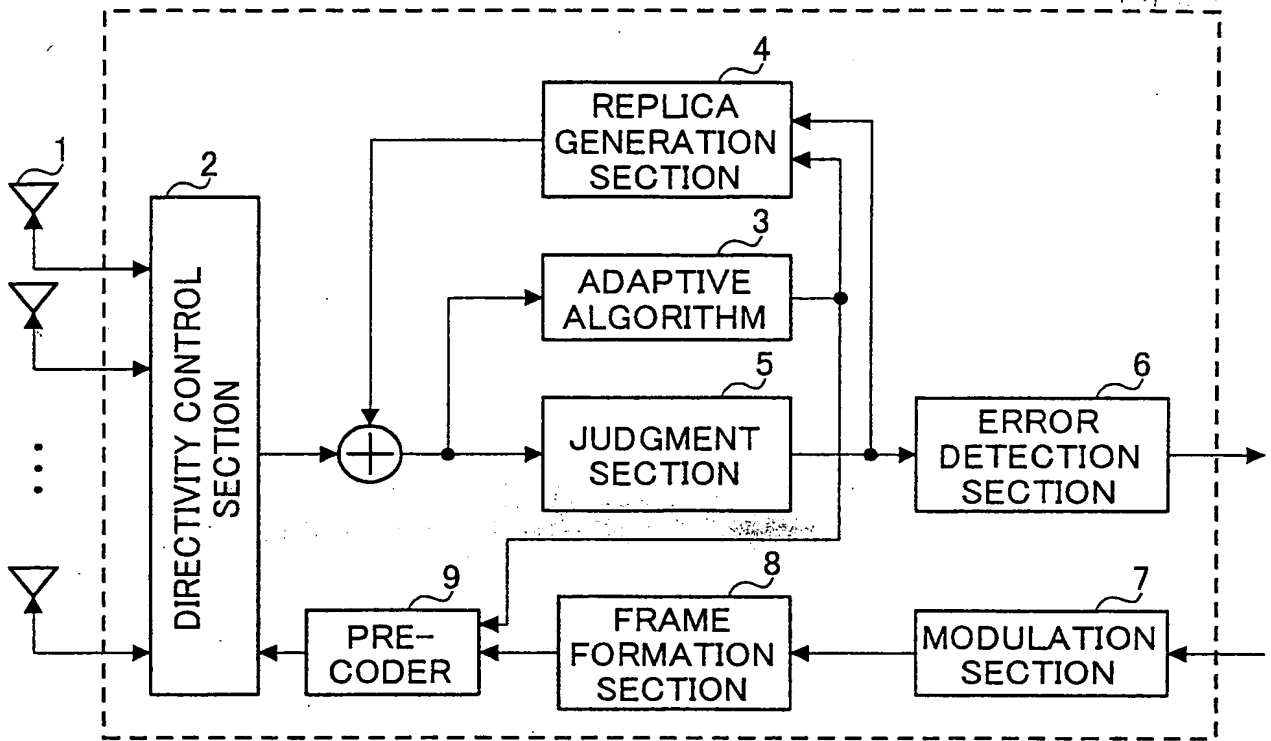 4
REPLICA
GENERATION
SECTION
1
2
DIRECTIVITY CONTROL
SECTION
3
ADAPTIVE
ALGORITHM
5
JUDGMENT
SECTION
6
ERROR
DETECTION
SECTION
9
PRE-
CODER
8
FRAME
FORMATION
SECTION
7
MODULATION
SECTION